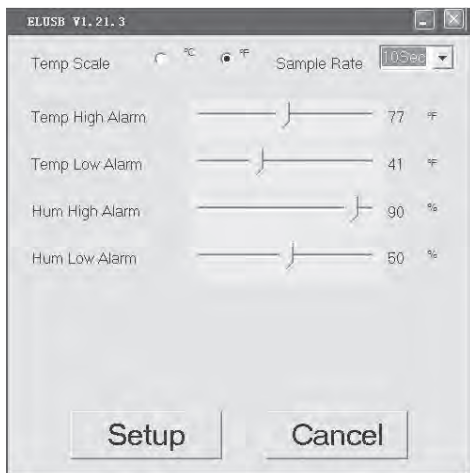 ELUSB V1.21.3
Temp Scale ℃ ℉ Sample Rate 10Sec
Temp High Alarm 77 ℉
Temp Low Alarm 41 ℉
Hum High Alarm 90 %
Hum Low Alarm 50 %
Setup Cancel